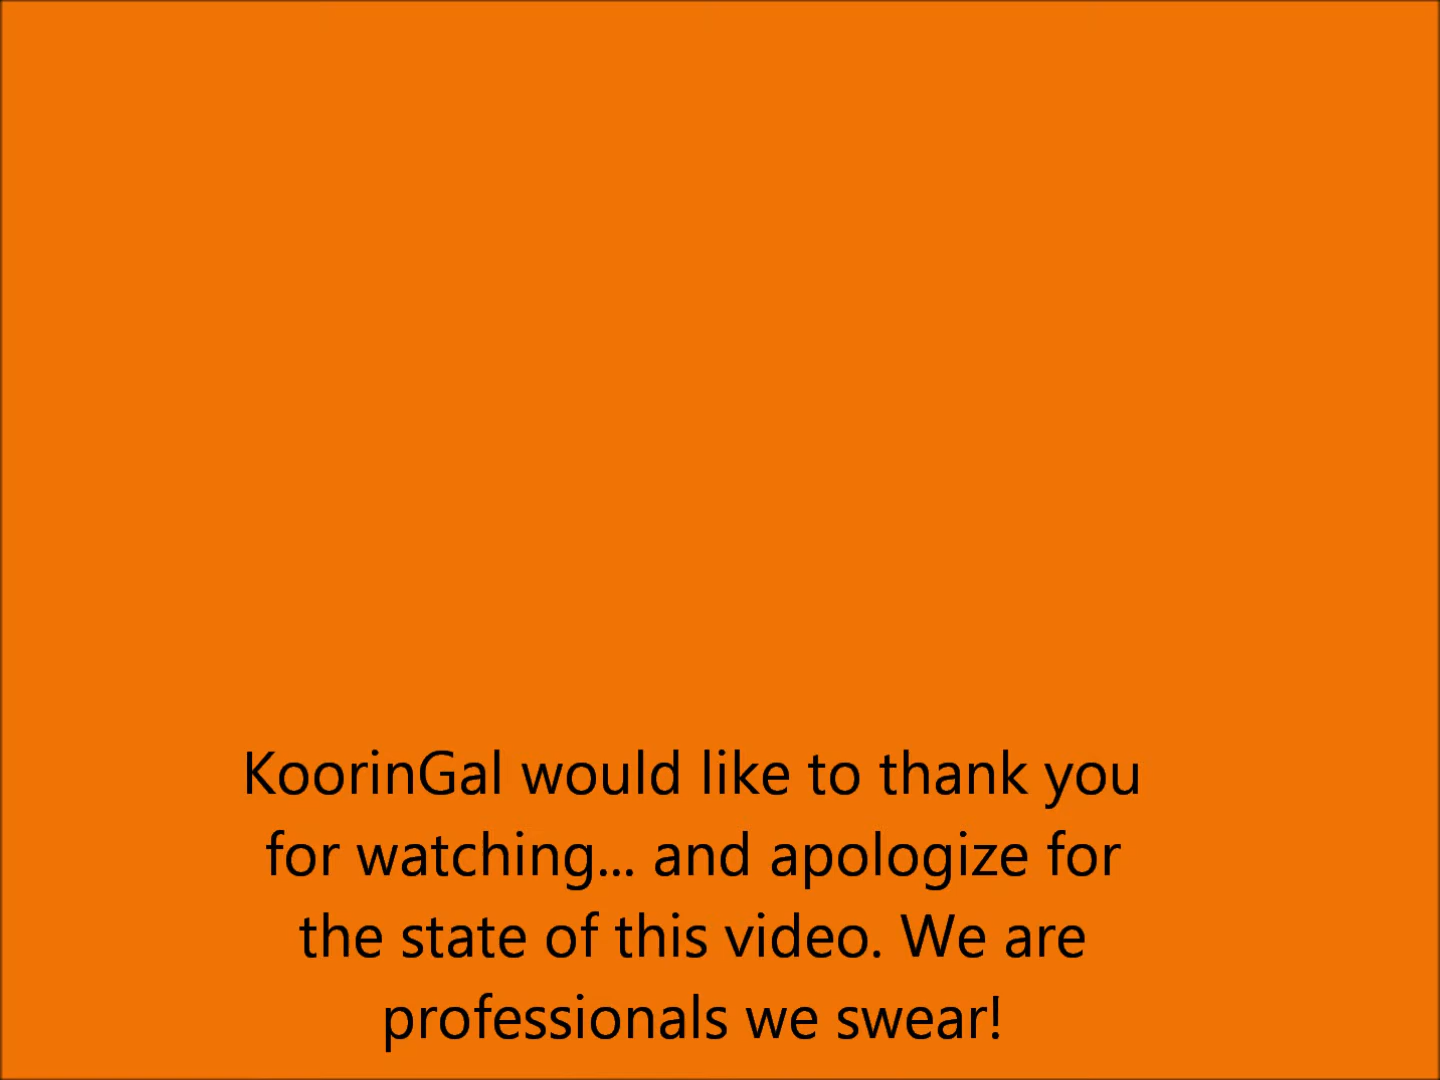 KoorinGal would like to thank you
for watching... and apologize for
the state of this video. We are
professionals we swear!